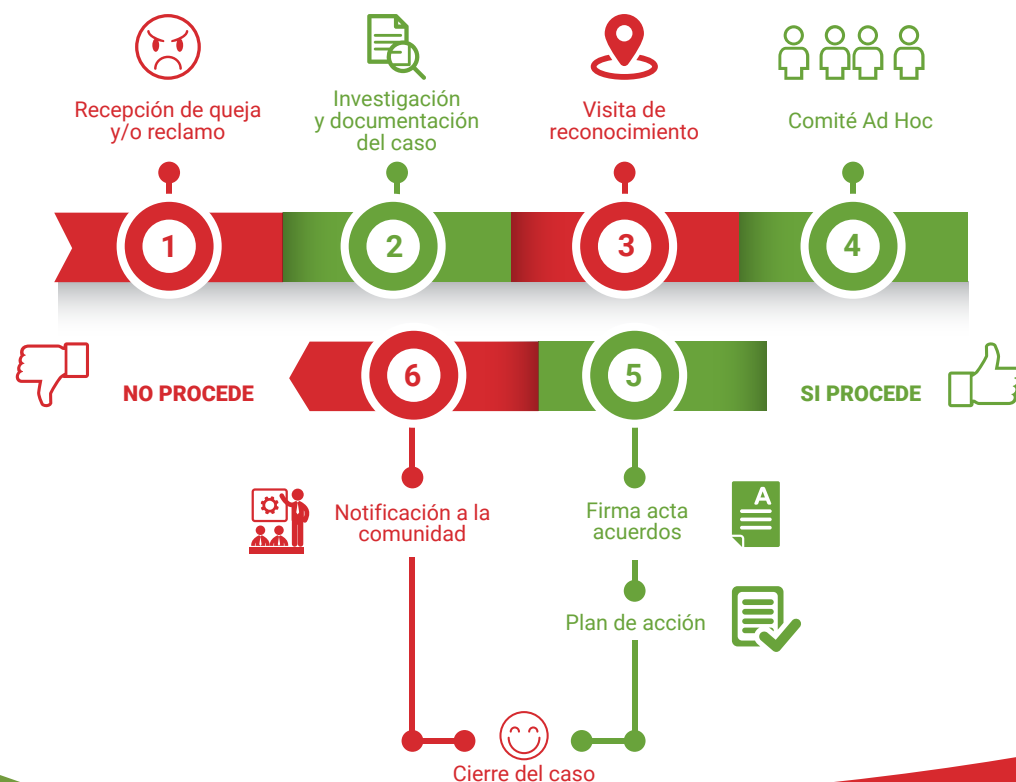 Recepción de queja
y/o reclamo
Investigación
y documentación
del caso
Visita de
reconocimiento
Comité Ad Hoc
1
2
3
4
NO PROCEDE
6
5
SI PROCEDE
Notificación a la
comunidad
Firma acta
acuerdos
A
Plan de acción
Cierre del caso